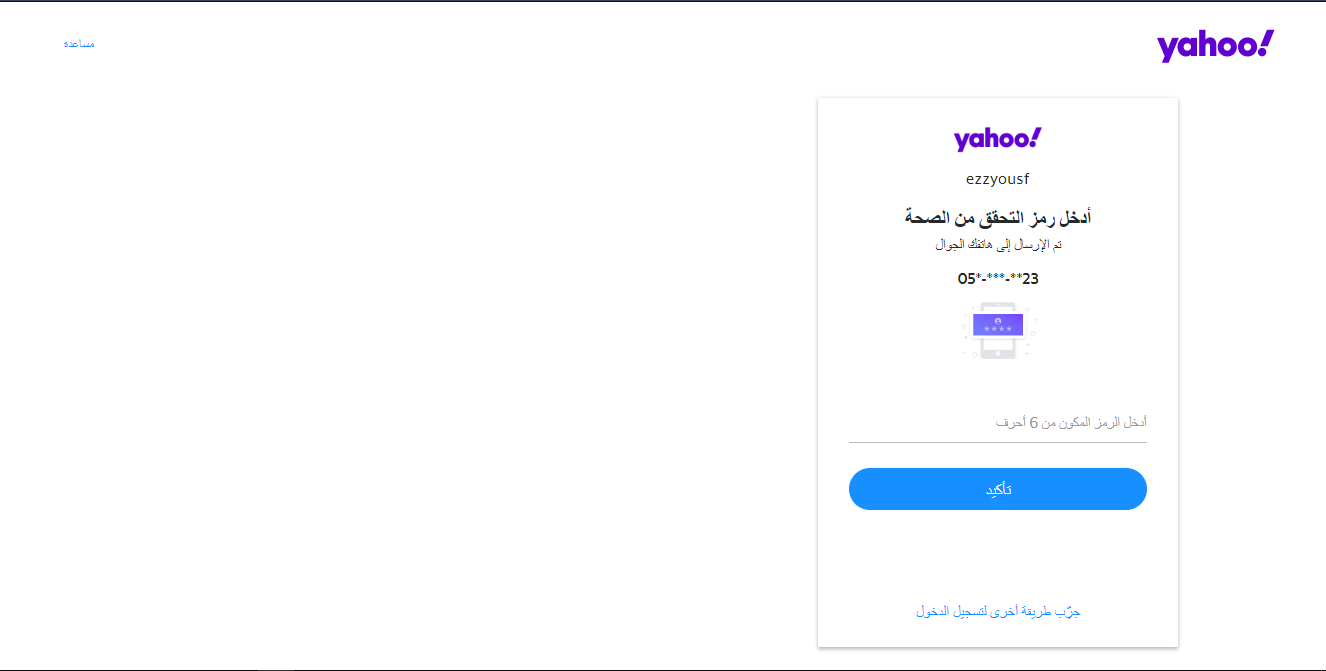 yahoo!
مساعدة
yahoo!
ezzyousf
أدخل رمز التحقق من الصحة
تم الإرسال إلى هاتفك الجوال
05*-***-**23
أدخل الرمز المكون من 6 أحرف
تأكيد
جرّب طريقة أخرى لتسجيل الدخول